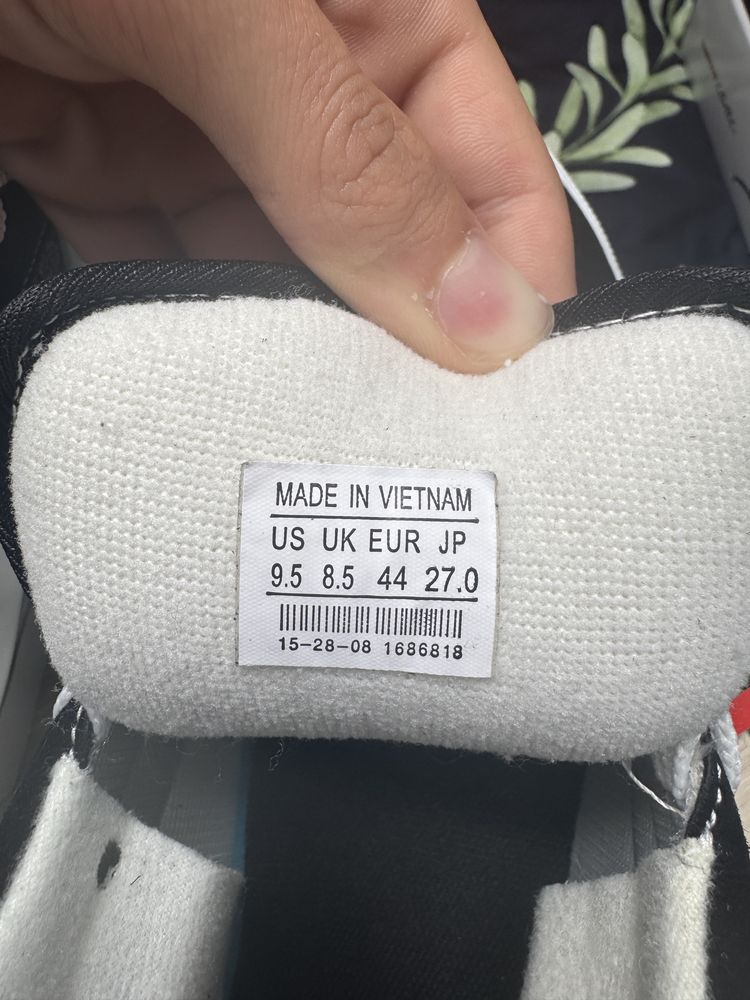 MADE IN VIETNAM
US UK EUR JP
9.5 8.5 44 27.0
15-28-08 1686818